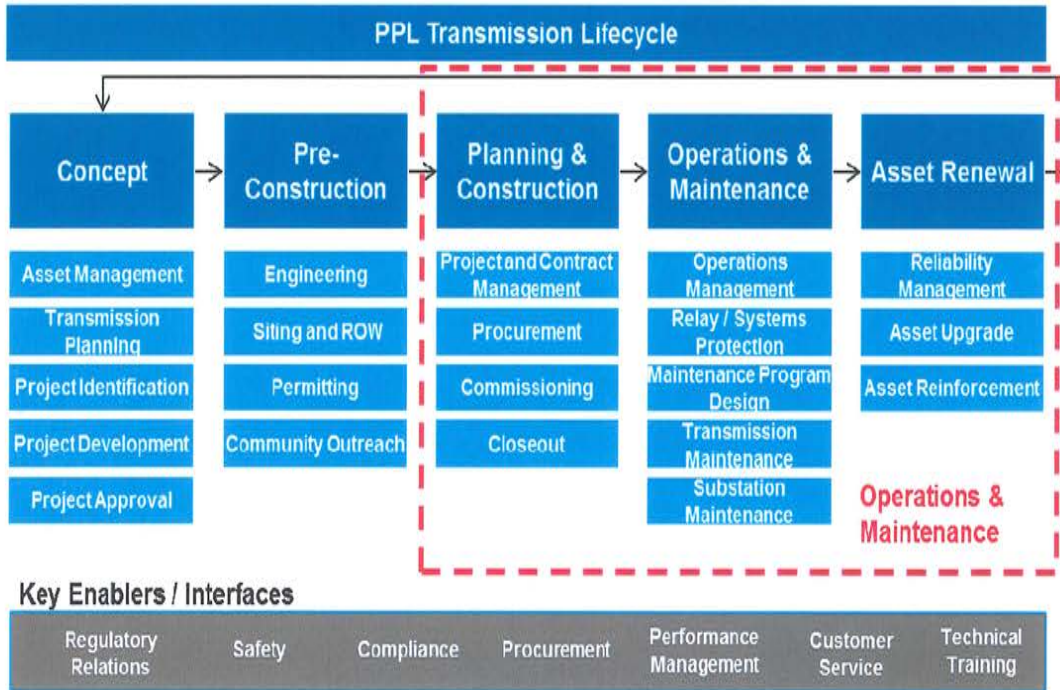 PPL Transmission Lifecycle
Concept
Pre-
Construction
Planning &
Construction
Operations &
Maintenance
Asset Renewal
Asset Management
Transmission
Planning
Project Identification
Project Development
Project Approval
Engineering
Siting and ROW
Permitting
Community Outreach
Project and Contract
Management
Procurement
Commissioning
Closeout
Operations
Management
Relay / Systems
Protection
Maintenance Program
Design
Transmission
Maintenance
Substation
Maintenance
Reliability
Management
Asset Upgrade
Asset Reinforcement
Operations &
Maintenance
Key Enablers / Interfaces
Regulatory
Relations
Safety
Compliance
Procurement
Performance
Management
Customer
Service
Technical
Training